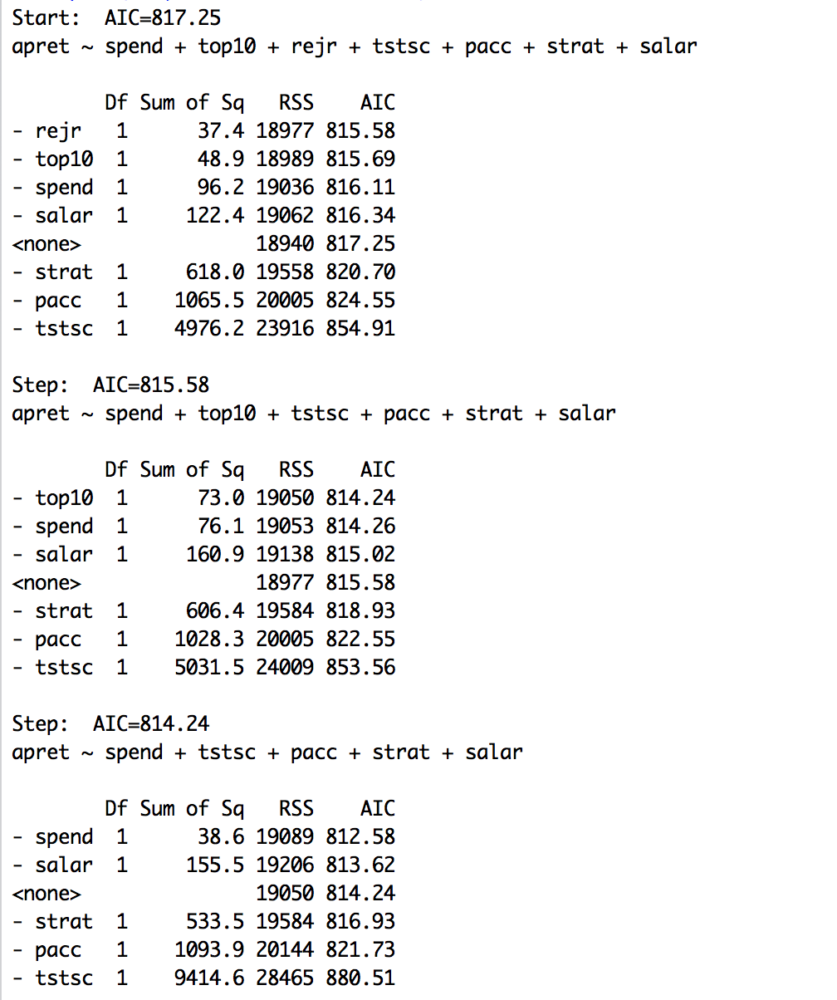 Start:  AIC=817.25
apret ~ spend + top10 + rejr + tstsc + pacc + strat + salar

        Df Sum of Sq   RSS    AIC
- rejr   1      37.4 18977 815.58
- top10  1      48.9 18989 815.69
- spend  1      96.2 19036 816.11
- salar  1     122.4 19062 816.34
<none>               18940 817.25
- strat  1     618.0 19558 820.70
- pacc   1    1065.5 20005 824.55
- tstsc  1    4976.2 23916 854.91

Step:  AIC=815.58
apret ~ spend + top10 + tstsc + pacc + strat + salar

        Df Sum of Sq   RSS    AIC
- top10  1      73.0 19050 814.24
- spend  1      76.1 19053 814.26
- salar  1     160.9 19138 815.02
<none>               18977 815.58
- strat  1     606.4 19584 818.93
- pacc   1    1028.3 20005 822.55
- tstsc  1    5031.5 24009 853.56

Step:  AIC=814.24
apret ~ spend + tstsc + pacc + strat + salar

        Df Sum of Sq   RSS    AIC
- spend  1      38.6 19089 812.58
- salar  1     155.5 19206 813.62
<none>               19050 814.24
- strat  1     533.5 19584 816.93
- pacc   1    1093.9 20144 821.73
- tstsc  1    9414.6 28465 880.51